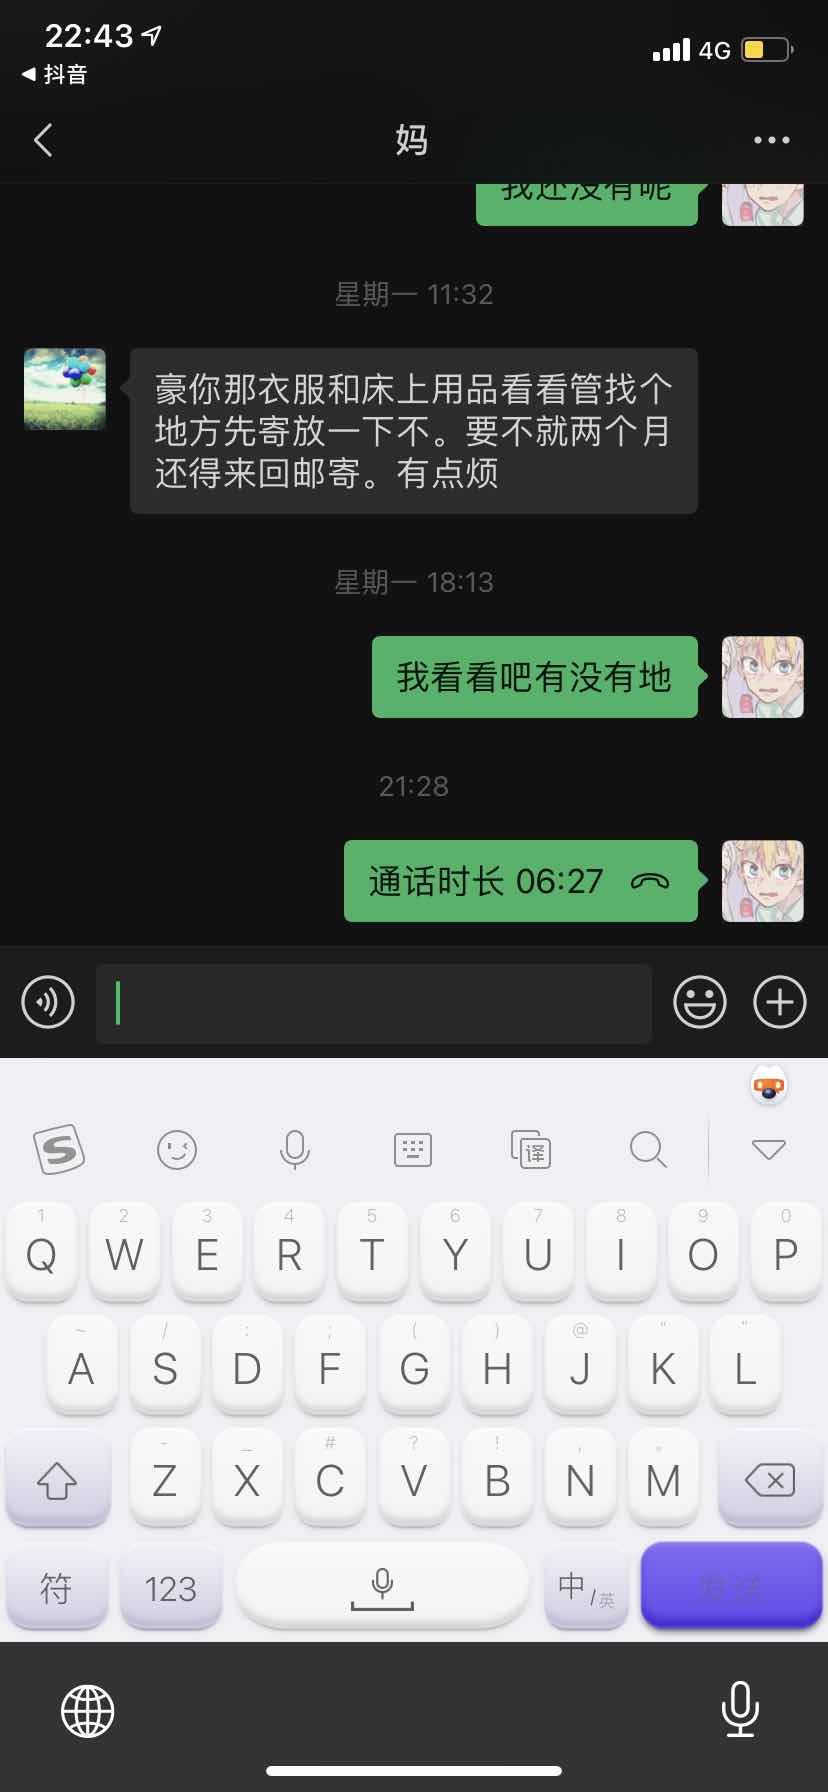 22:43
4G
抖音
妈
我还没有呢
星期一 11:32
豪你那衣服和床上用品看看管找个
地方先寄放一下不。要不就两个月
还得来回邮寄。有点烦
星期一 18:13
我看看吧有没有地
21:28
通话时长 06:27
S
译
1 2 3 4 5 6 7 8 9 0
Q W E R T Y U I O P
~ / : ; ( ) @ " "
A S D F G H J K L
- _ # ? ! , 。
Z X C V B N M
符 123 中/英 发送